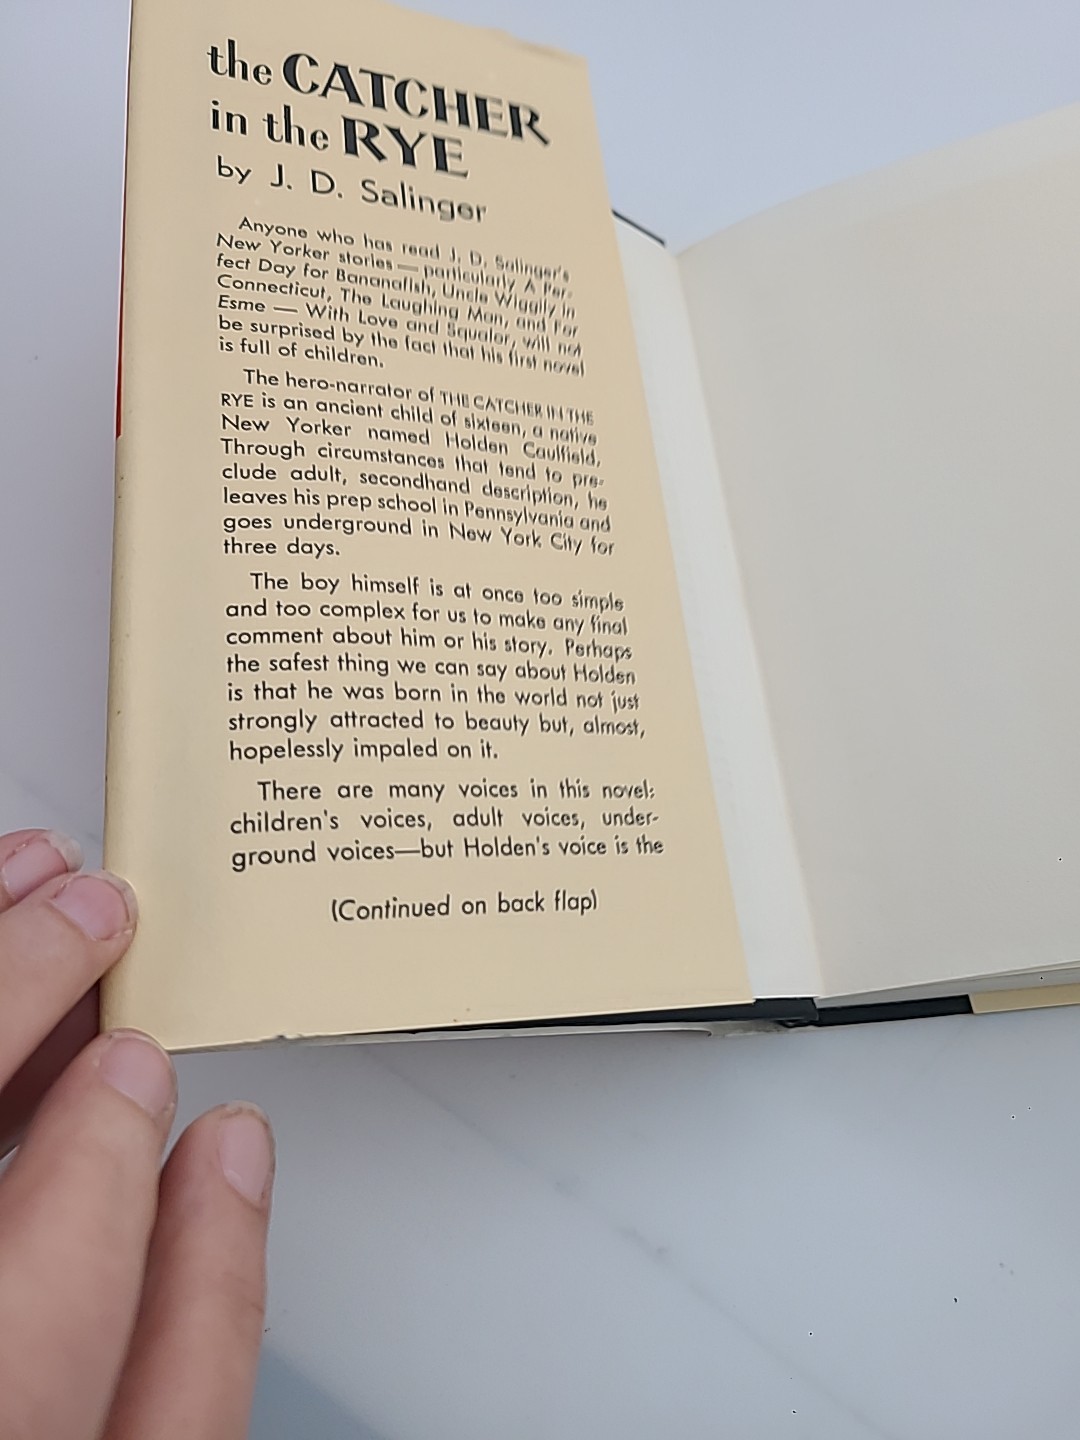 the CATCHER
in the RYE
by J. D. Salinger
Anyone who has read J. D. Salinger's
New Yorker stories — particularly A Per-
fect Day for Bananafish, Uncle Wiggily in
Connecticut, The Laughing Man, and For
Esme — With Love and Squalor, will not
be surprised by the fact that his first novel
is full of children.
The hero-narrator of THE CATCHER IN THE
RYE is an ancient child of sixteen, a native
New Yorker named Holden Caulfield.
Through circumstances that tend to pre-
clude adult, secondhand description, he
leaves his prep school in Pennsylvania and
goes underground in New York City for
three days.
The boy himself is at once too simple
and too complex for us to make any final
comment about him or his story. Perhaps
the safest thing we can say about Holden
is that he was born in the world not just
strongly attracted to beauty but, almost,
hopelessly impaled on it.
There are many voices in this novel:
children's voices, adult voices, under-
ground voices—but Holden's voice is the
(Continued on back flap)